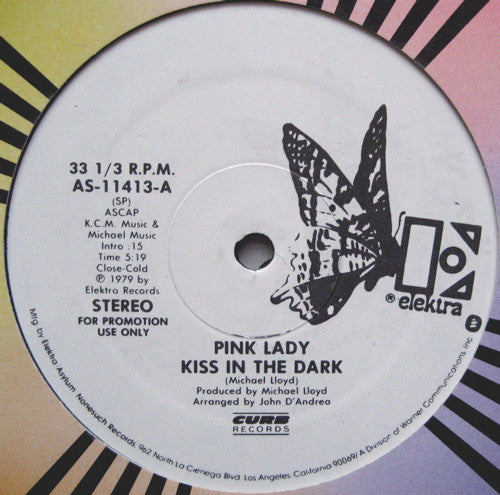 33 1/3 R.P.M.
AS-11413-A
(SP)
ASCAP
K.C.M. Music &
Michael Music
Intro :15
Time 5:19
Close-Cold
℗ 1979 by
Elektra Records
STEREO
FOR PROMOTION
USE ONLY
® elektra
PINK LADY
KISS IN THE DARK
(Michael Lloyd)
Produced by Michael Lloyd
Arranged by John D'Andrea
CURB
RECORDS
Mfg. by Elektra Asylum Nonesuch Records, 962 North La Cienega Blvd. Los Angeles, California 90069/ A Division of Warner Communications Inc.